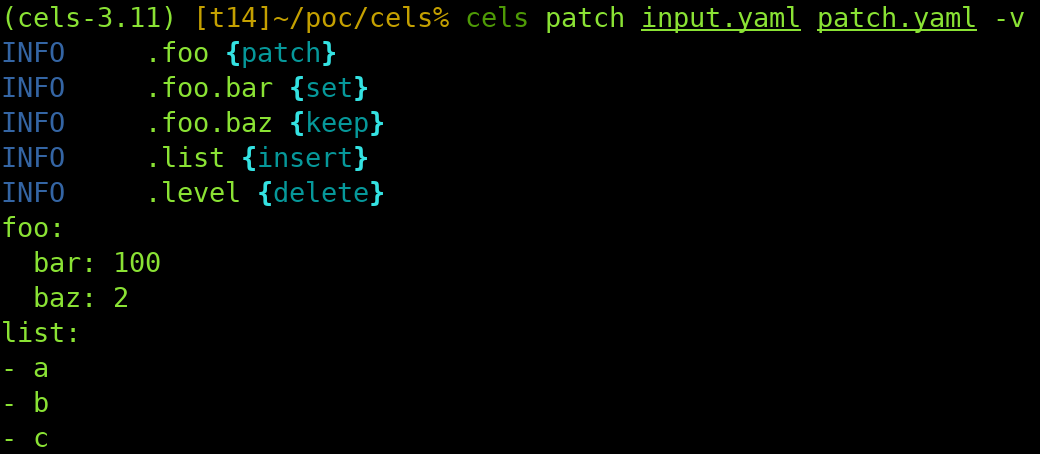 (cels-3.11) [t14]~/poc/cels% cels patch input.yaml patch.yaml -v
INFO     .foo {patch}
INFO     .foo.bar {set}
INFO     .foo.baz {keep}
INFO     .list {insert}
INFO     .level {delete}
foo:
  bar: 100
  baz: 2
list:
- a
- b
- c